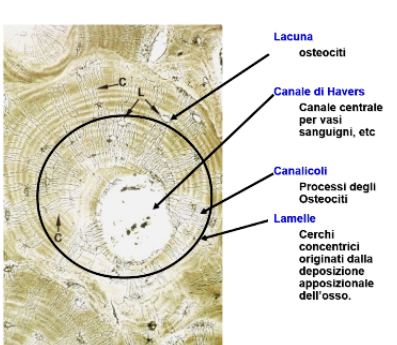 Lacuna
osteociti
Canale di Havers
Canale centrale
per vasi
sanguigni, etc
Canalicoli
Processi degli
Osteociti
Lamelle
Cerchi
concentrici
originati dalla
deposizione
apposizionale
dell'osso.
C
L
C